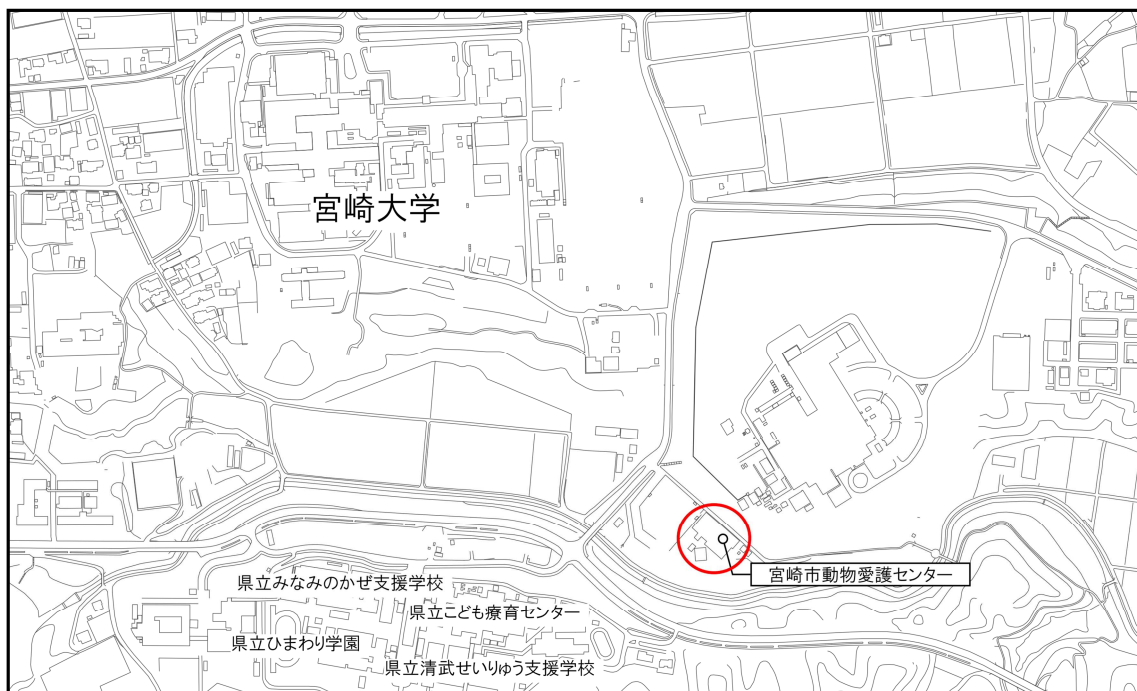 宮崎大学
宮崎市動物愛護センター
県立みなみのかぜ支援学校
県立こども療育センター
県立ひまわり学園
県立清武せいりゅう支援学校